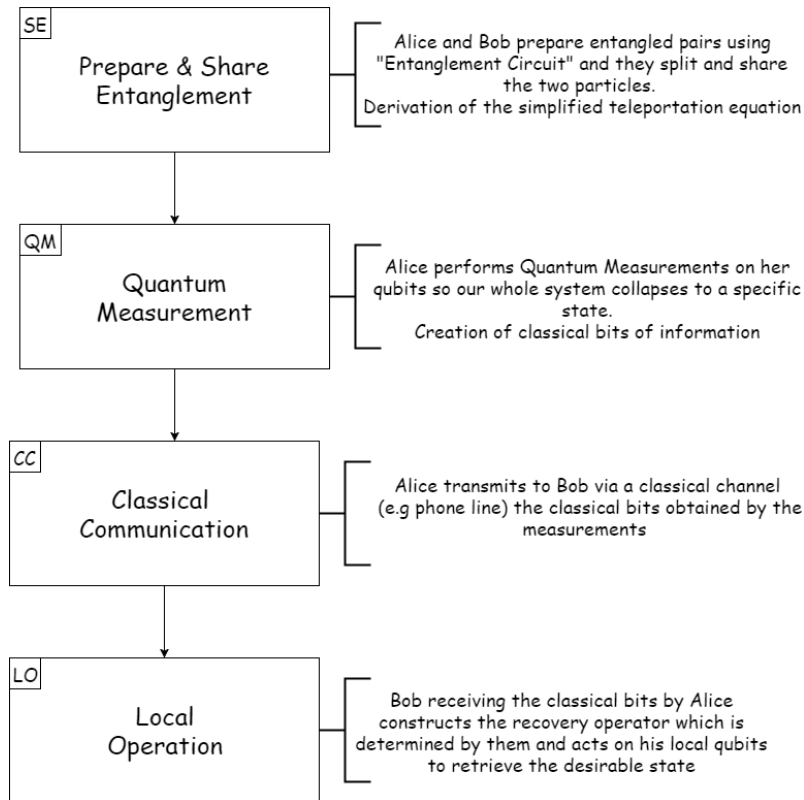 SE
Prepare & Share
Entanglement
Alice and Bob prepare entangled pairs using
"Entanglement Circuit" and they split and share
the two particles.
Derivation of the simplified teleportation equation
QM
Quantum
Measurement
Alice performs Quantum Measurements on her
qubits so our whole system collapses to a specific
state.
Creation of classical bits of information
CC
Classical
Communication
Alice transmits to Bob via a classical channel
(e.g phone line) the classical bits obtained by the
measurements
LO
Local
Operation
Bob receiving the classical bits by Alice
constructs the recovery operator which is
determined by them and acts on his local qubits
to retrieve the desirable state